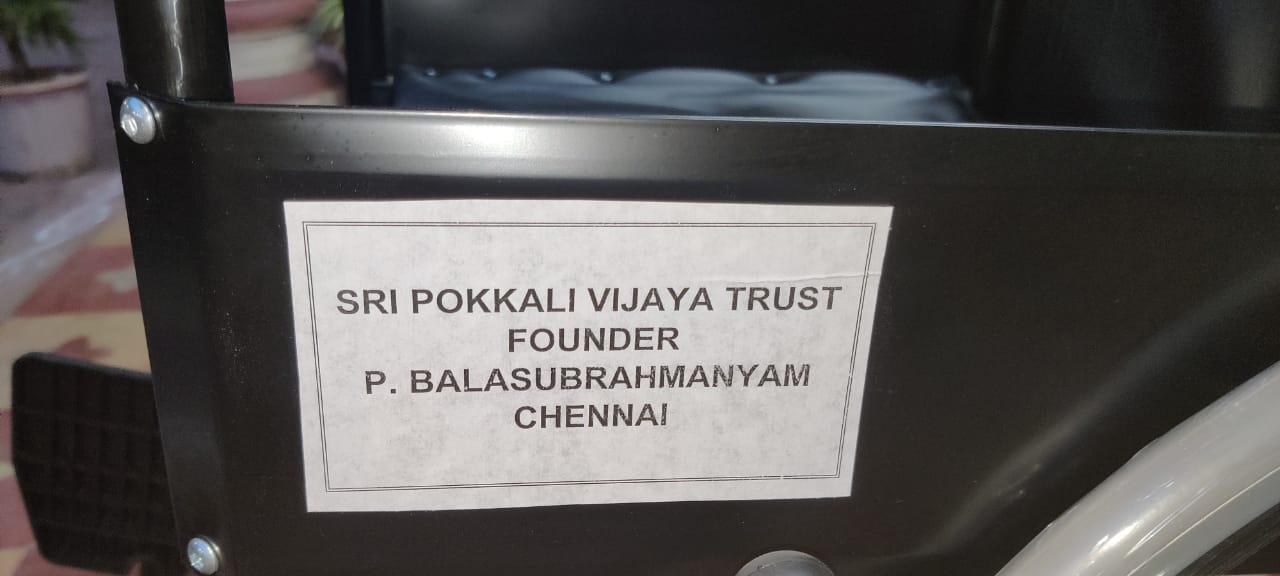 SRI POKKALI VIJAYA TRUST
FOUNDER
P. BALASUBRAHMANYAM
CHENNAI